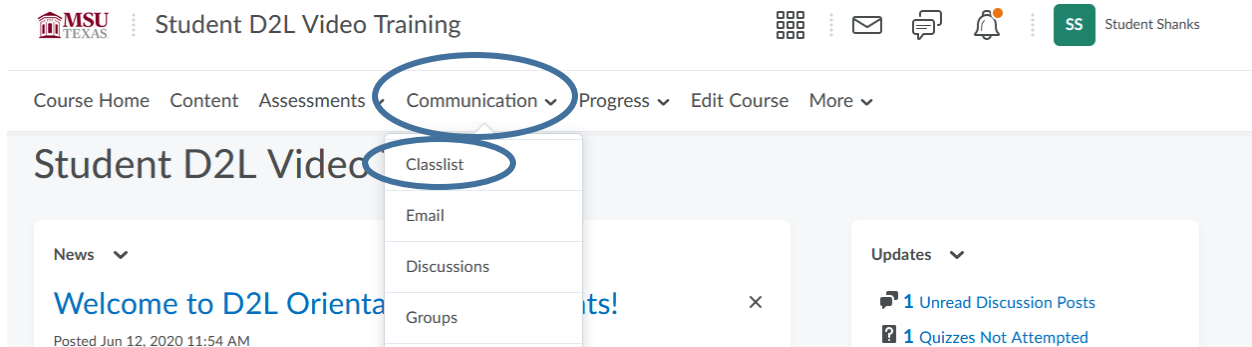 MSU TEXAS Student D2L Video Training SS Student Shanks
Course Home Content Assessments Communication Progress Edit Course More
Student D2L Video
Classlist
Email
Discussions
Groups
News
Welcome to D2L
Posted Jun 12, 2020 11:54 AM
Updates
1 Unread Discussion Posts
1 Quizzes Not Attempted